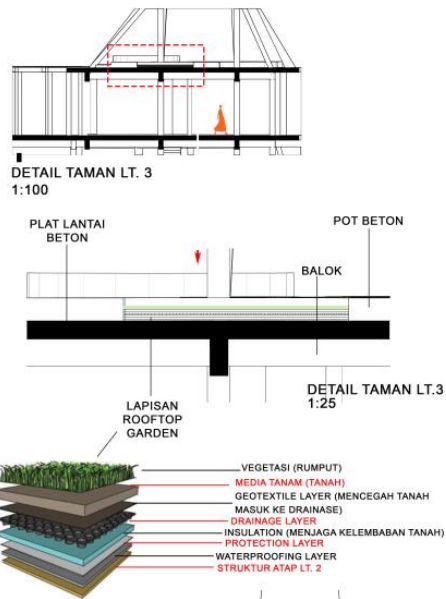 DETAIL TAMAN LT. 3
1:100
PLAT LANTAI
BETON
POT BETON
BALOK
DETAIL TAMAN LT.3
1:25
LAPISAN
ROOFTOP
GARDEN
VEGETASI (RUMPUT)
MEDIA TANAM (TANAH)
GEOTEXTILE LAYER (MENCEGAH TANAH
MASUK KE DRAINASE)
DRAINAGE LAYER
INSULATION (MENJAGA KELEMBABAN TANAH)
PROTECTION LAYER
WATERPROOFING LAYER
STRUKTUR ATAP LT. 2